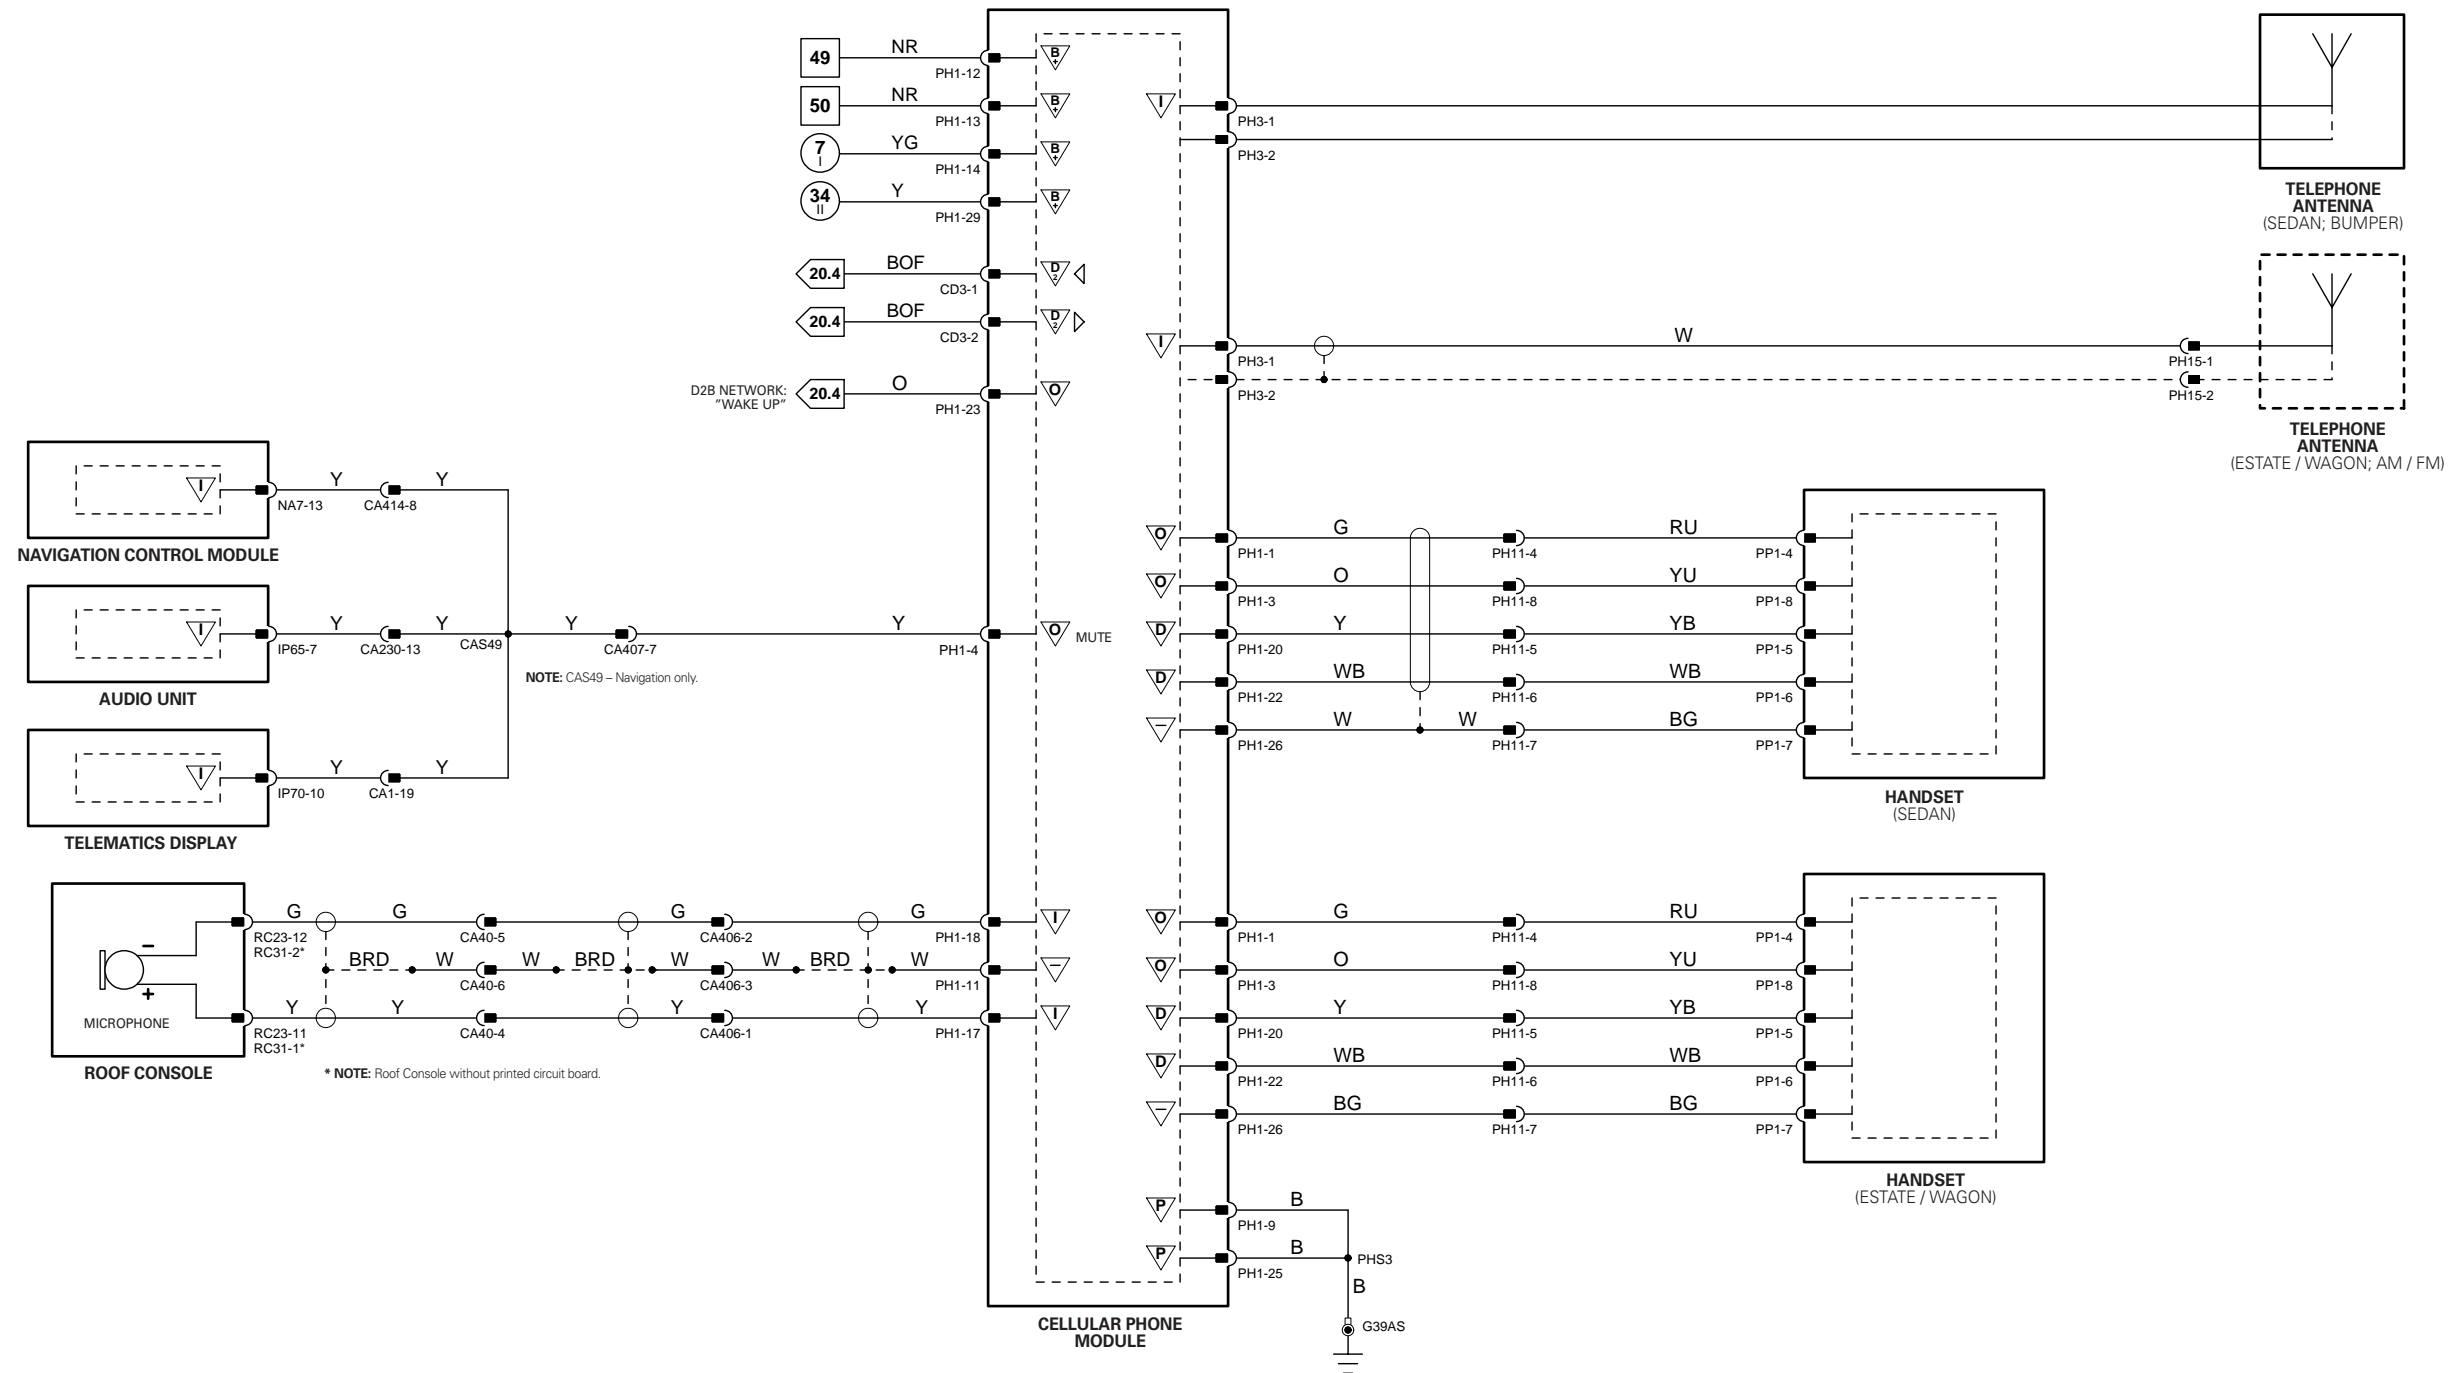 49 NR PH1-12 B+
50 NR PH1-13 B+
7 I YG PH1-14 B+
34 II Y PH1-29 B+
20.4 BOF CD3-1 D2
20.4 BOF CD3-2 D2
D2B NETWORK:
"WAKE UP"
20.4 O PH1-23 O
I PH3-1
PH3-2
TELEPHONE
ANTENNA
(SEDAN; BUMPER)
I PH3-1 W PH15-1
PH3-2 PH15-2
TELEPHONE
ANTENNA
(ESTATE / WAGON; AM / FM)
I NA7-13 Y CA414-8 Y
NAVIGATION CONTROL MODULE
I IP65-7 Y CA230-13 Y CAS49 Y CA407-7 Y PH1-4 O MUTE
NOTE: CAS49 – Navigation only.
AUDIO UNIT
I IP70-10 Y CA1-19 Y
TELEMATICS DISPLAY
O PH1-1 G PH11-4 RU PP1-4
O PH1-3 O PH11-8 YU PP1-8
D PH1-20 Y PH11-5 YB PP1-5
D PH1-22 WB PH11-6 WB PP1-6
– PH1-26 W W PH11-7 BG PP1-7
HANDSET
(SEDAN)
– RC23-12 G G CA40-5 G CA406-2 G PH1-18 I
RC31-2*
BRD W CA40-6 W BRD W CA406-3 W BRD W PH1-11 –
+ RC23-11 Y Y CA40-4 Y CA406-1 Y PH1-17 I
RC31-1*
MICROPHONE
ROOF CONSOLE
* NOTE: Roof Console without printed circuit board.
O PH1-1 G PH11-4 RU PP1-4
O PH1-3 O PH11-8 YU PP1-8
D PH1-20 Y PH11-5 YB PP1-5
D PH1-22 WB PH11-6 WB PP1-6
– PH1-26 BG PH11-7 BG PP1-7
HANDSET
(ESTATE / WAGON)
P PH1-9 B
P PH1-25 B PHS3
B
G39AS
CELLULAR PHONE
MODULE